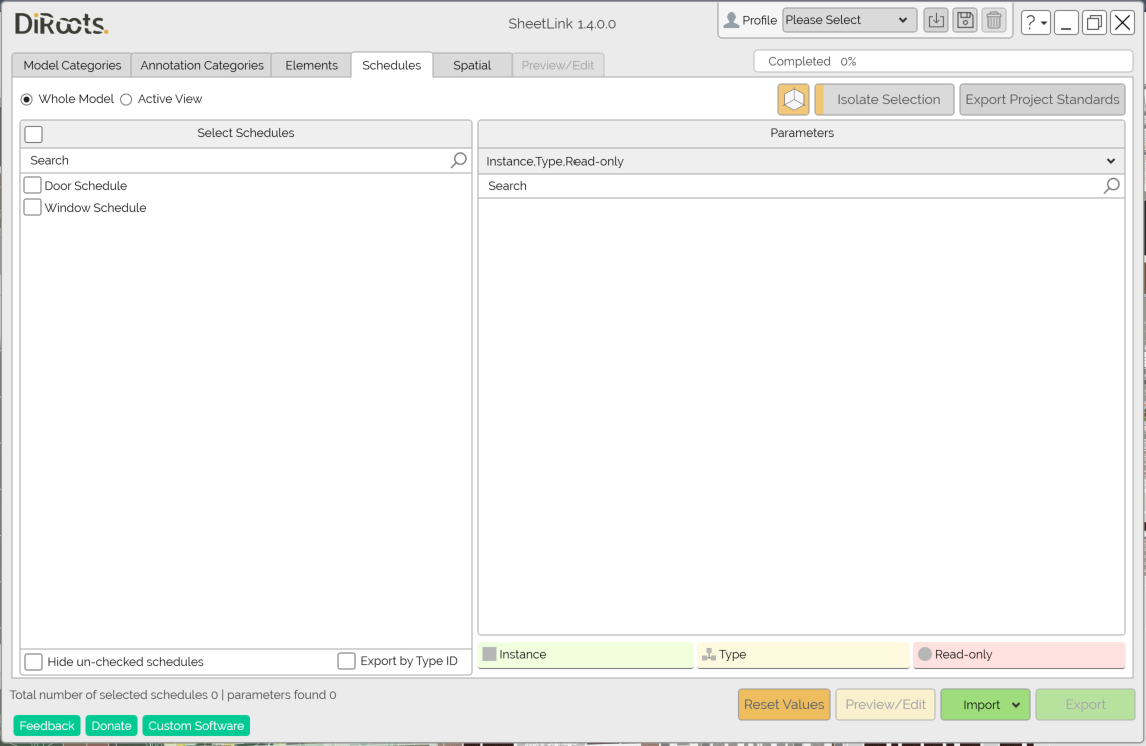 DiRoots.
SheetLink 1.4.0.0
Profile Please Select
?
Model Categories Annotation Categories Elements Schedules Spatial Preview/Edit
Completed 0%
Whole Model Active View
Isolate Selection Export Project Standards
Select Schedules
Search
Door Schedule
Window Schedule
Hide un-checked schedules Export by Type ID
Parameters
Instance,Type,Read-only
Search
Instance Type Read-only
Total number of selected schedules 0 | parameters found 0
Reset Values Preview/Edit Import Export
Feedback Donate Custom Software